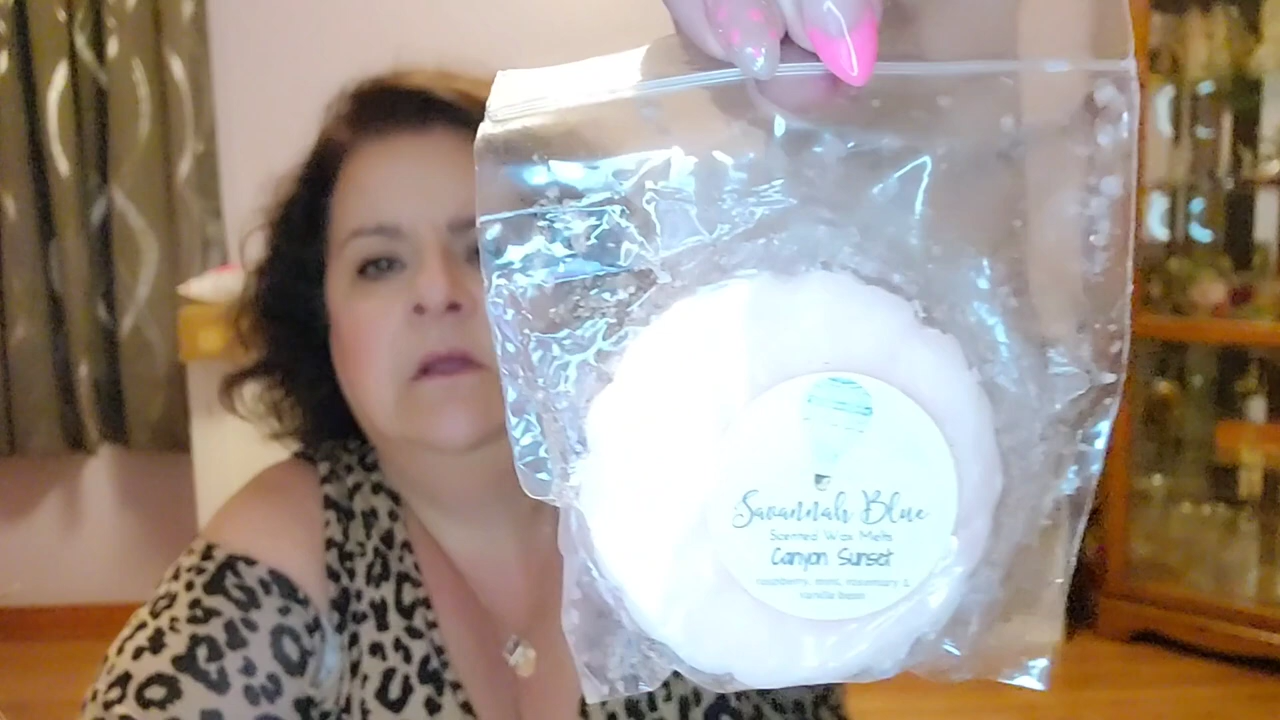 Savannah Blue
Scented Wax Melts
Canyon Sunset
raspberry, mint, rosemary &
vanilla bean